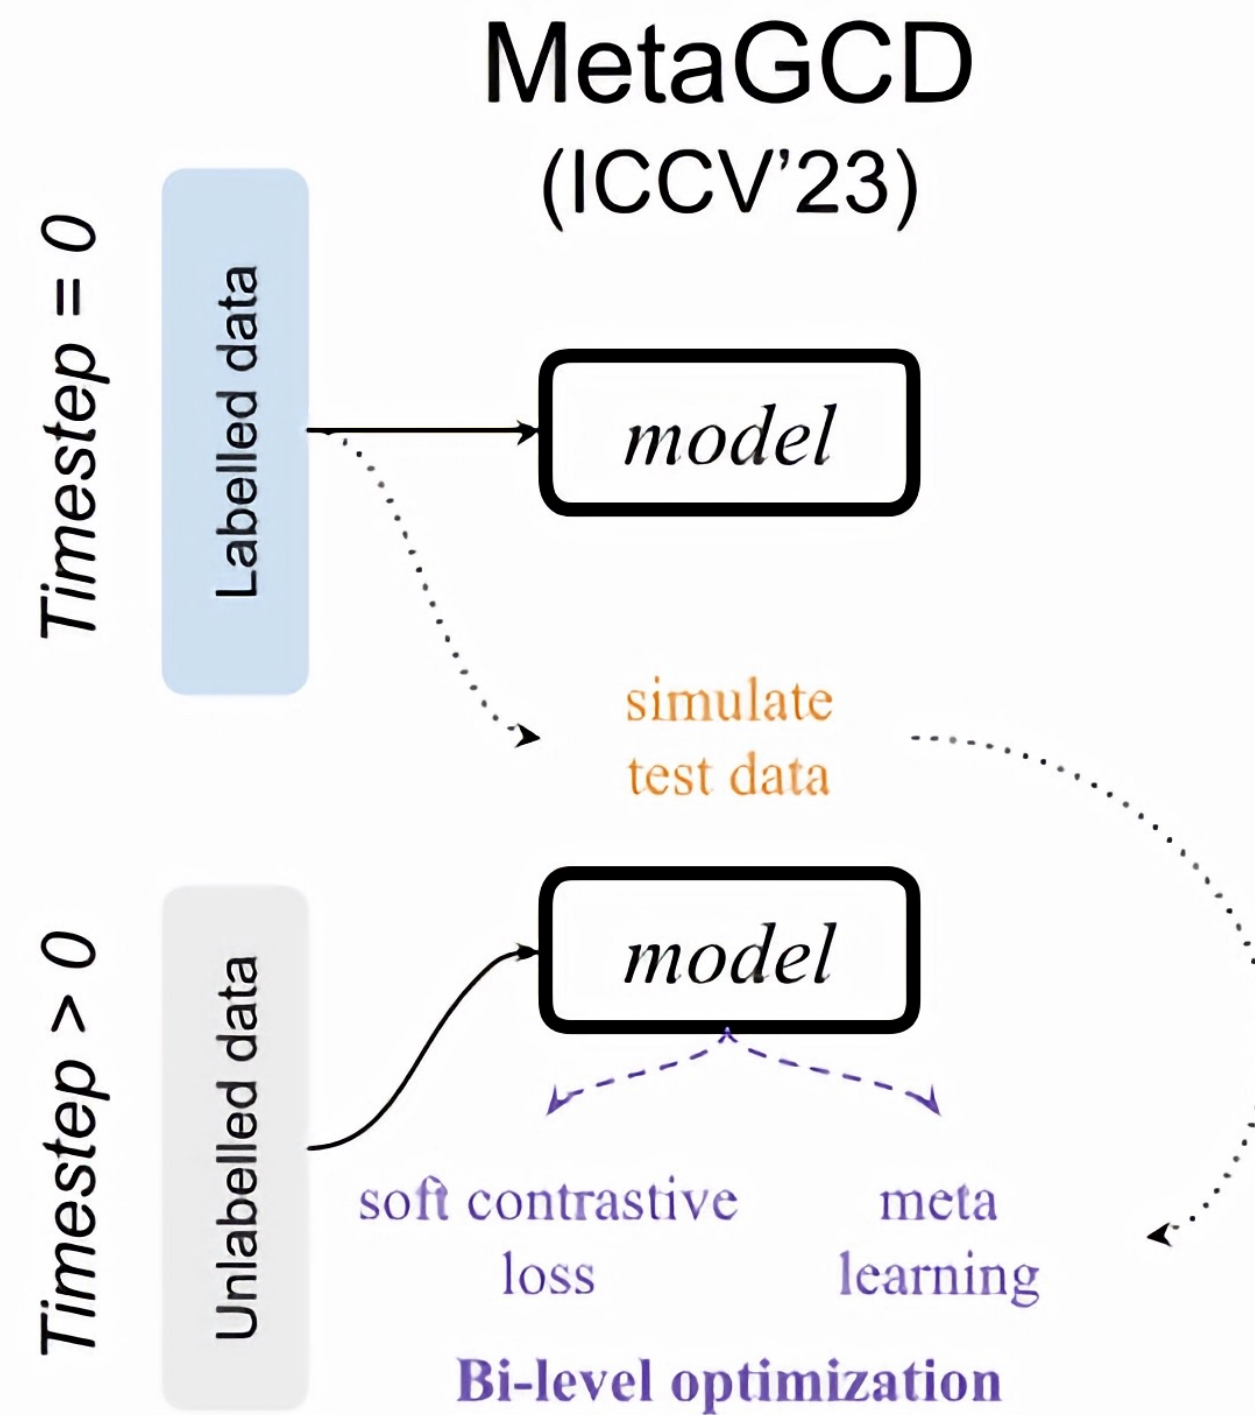 MetaGCD
(ICCV’23)
Timestep = 0
Labelled data
model
simulate
test data
Timestep > 0
Unlabelled data
model
soft contrastive
loss
meta
learning
Bi-level optimization